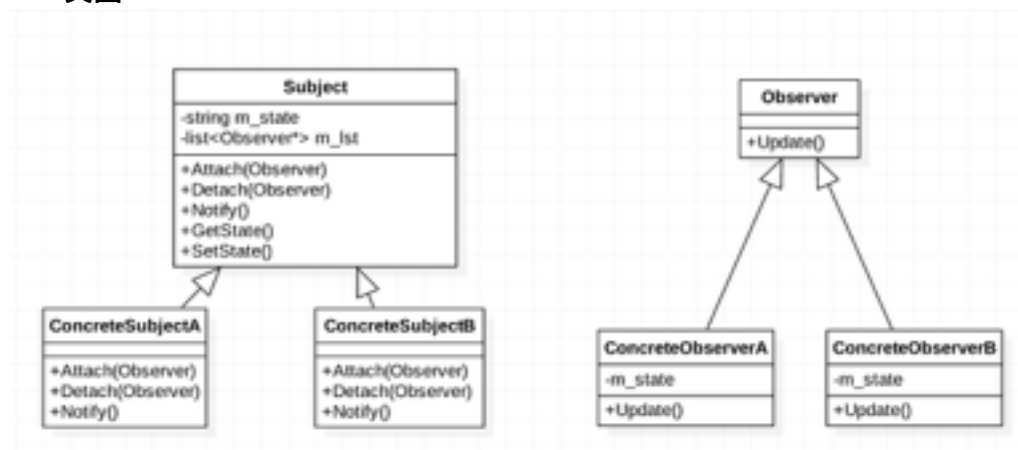 Subject
-string m_state
-list<Observer*> m_lst
+Attach(Observer)
+Detach(Observer)
+Notify()
+GetState()
+SetState()
Observer
+Update()
ConcreteSubjectA
+Attach(Observer)
+Detach(Observer)
+Notify()
ConcreteSubjectB
+Attach(Observer)
+Detach(Observer)
+Notify()
ConcreteObserverA
-m_state
+Update()
ConcreteObserverB
-m_state
+Update()